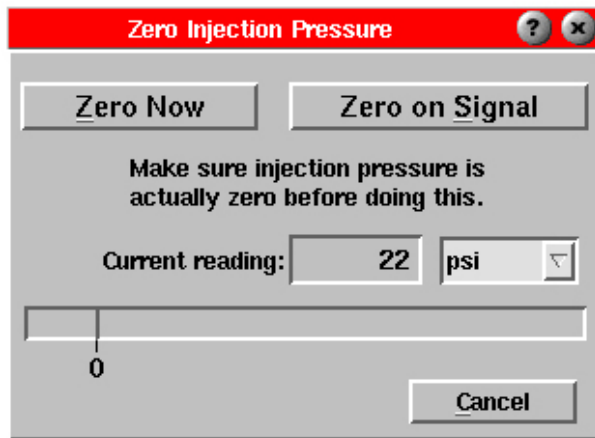 Zero Injection Pressure ? x
Zero Now Zero on Signal
Make sure injection pressure is
actually zero before doing this.
Current reading: 22 psi
0
Cancel